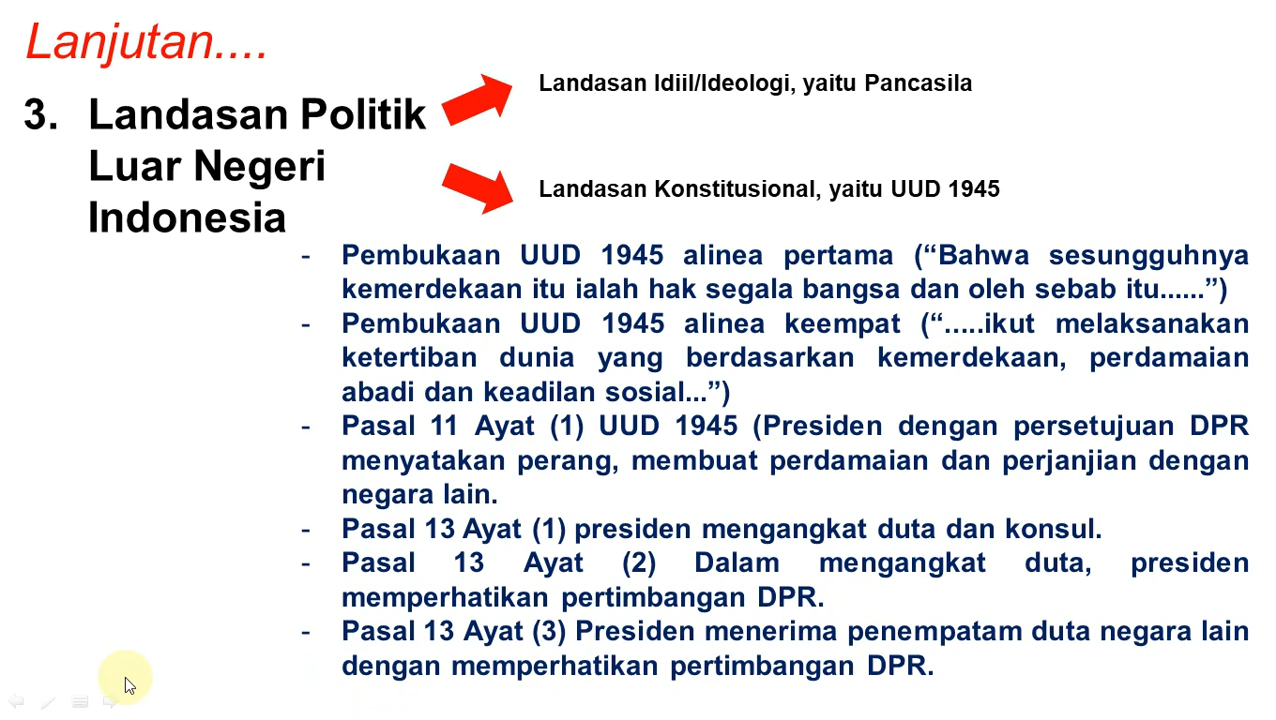 Lanjutan....
3. Landasan Politik
Luar Negeri
Indonesia
Landasan Idiil/Ideologi, yaitu Pancasila
Landasan Konstitusional, yaitu UUD 1945
- Pembukaan UUD 1945 alinea pertama (“Bahwa sesungguhnya
kemerdekaan itu ialah hak segala bangsa dan oleh sebab itu......”)
- Pembukaan UUD 1945 alinea keempat (“.....ikut melaksanakan
ketertiban dunia yang berdasarkan kemerdekaan, perdamaian
abadi dan keadilan sosial...”)
- Pasal 11 Ayat (1) UUD 1945 (Presiden dengan persetujuan DPR
menyatakan perang, membuat perdamaian dan perjanjian dengan
negara lain.
- Pasal 13 Ayat (1) presiden mengangkat duta dan konsul.
- Pasal 13 Ayat (2) Dalam mengangkat duta, presiden
memperhatikan pertimbangan DPR.
- Pasal 13 Ayat (3) Presiden menerima penempatam duta negara lain
dengan memperhatikan pertimbangan DPR.